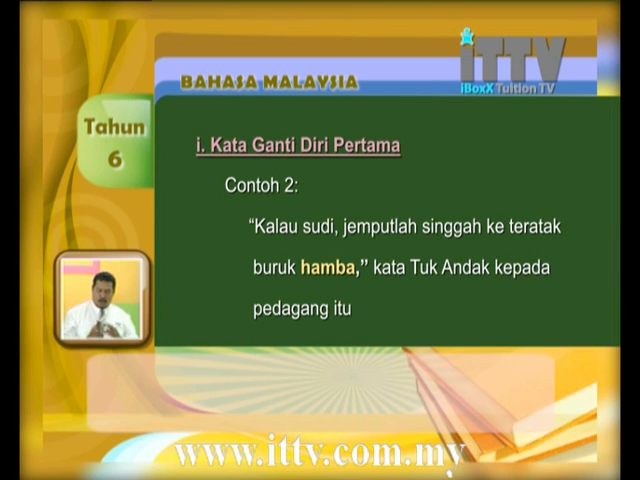 iTTV
iBoxX Tuition TV
BAHASA MALAYSIA
Tahun
6
i. Kata Ganti Diri Pertama
Contoh 2:
“Kalau sudi, jemputlah singgah ke teratak
buruk hamba,” kata Tuk Andak kepada
pedagang itu
www.ittv.com.my